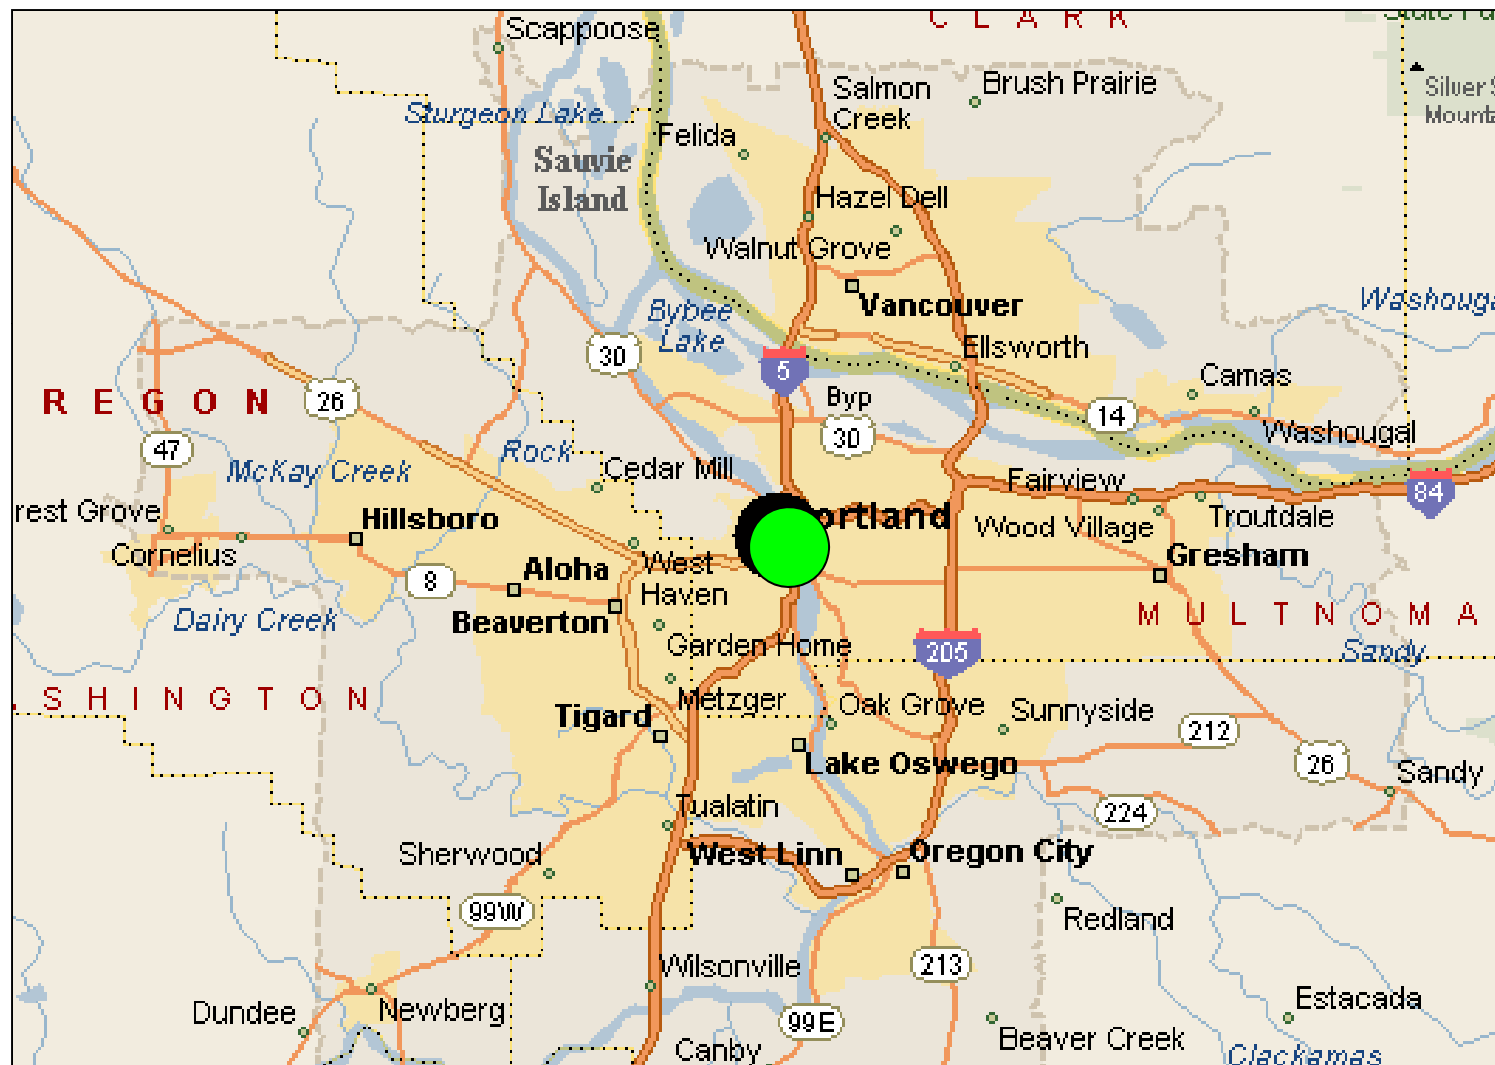 CLARK
State Pa
Scappoose
Salmon
Creek
Brush Prairie
Silver S
Mounta
Sturgeon Lake
Felida
Sauvie
Island
Hazel Dell
Walnut Grove
Vancouver
Washouga
Bybee
Lake
Ellsworth
30
5
Camas
REGON
26
Byp
30
14
Washougal
47
Rock
McKay Creek
Cedar Mill
Fairview
84
rest Grove
Hillsboro
ortland
Wood Village
Troutdale
Cornelius
Aloha
West
Haven
Gresham
8
Dairy Creek
Beaverton
MULTNOMA
Garden Home
205
Sandy
SHINGTON
Metzger
Oak Grove
Sunnyside
Tigard
212
Lake Oswego
26
Sandy
Tualatin
224
Sherwood
West Linn
Oregon City
99W
Redland
Wilsonville
213
Dundee
Newberg
99E
Estacada
Beaver Creek
Canby
Clackamas